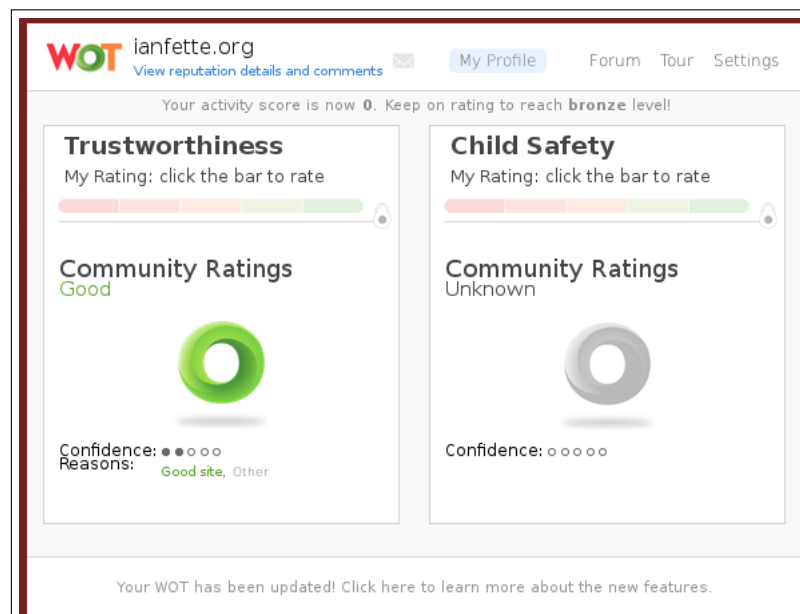 WOT ianfette.org
View reputation details and comments
My Profile Forum Tour Settings
Your activity score is now 0. Keep on rating to reach bronze level!
Trustworthiness
My Rating: click the bar to rate
Community Ratings
Good
Confidence:
Reasons: Good site, Other
Child Safety
My Rating: click the bar to rate
Community Ratings
Unknown
Confidence:
Your WOT has been updated! Click here to learn more about the new features.